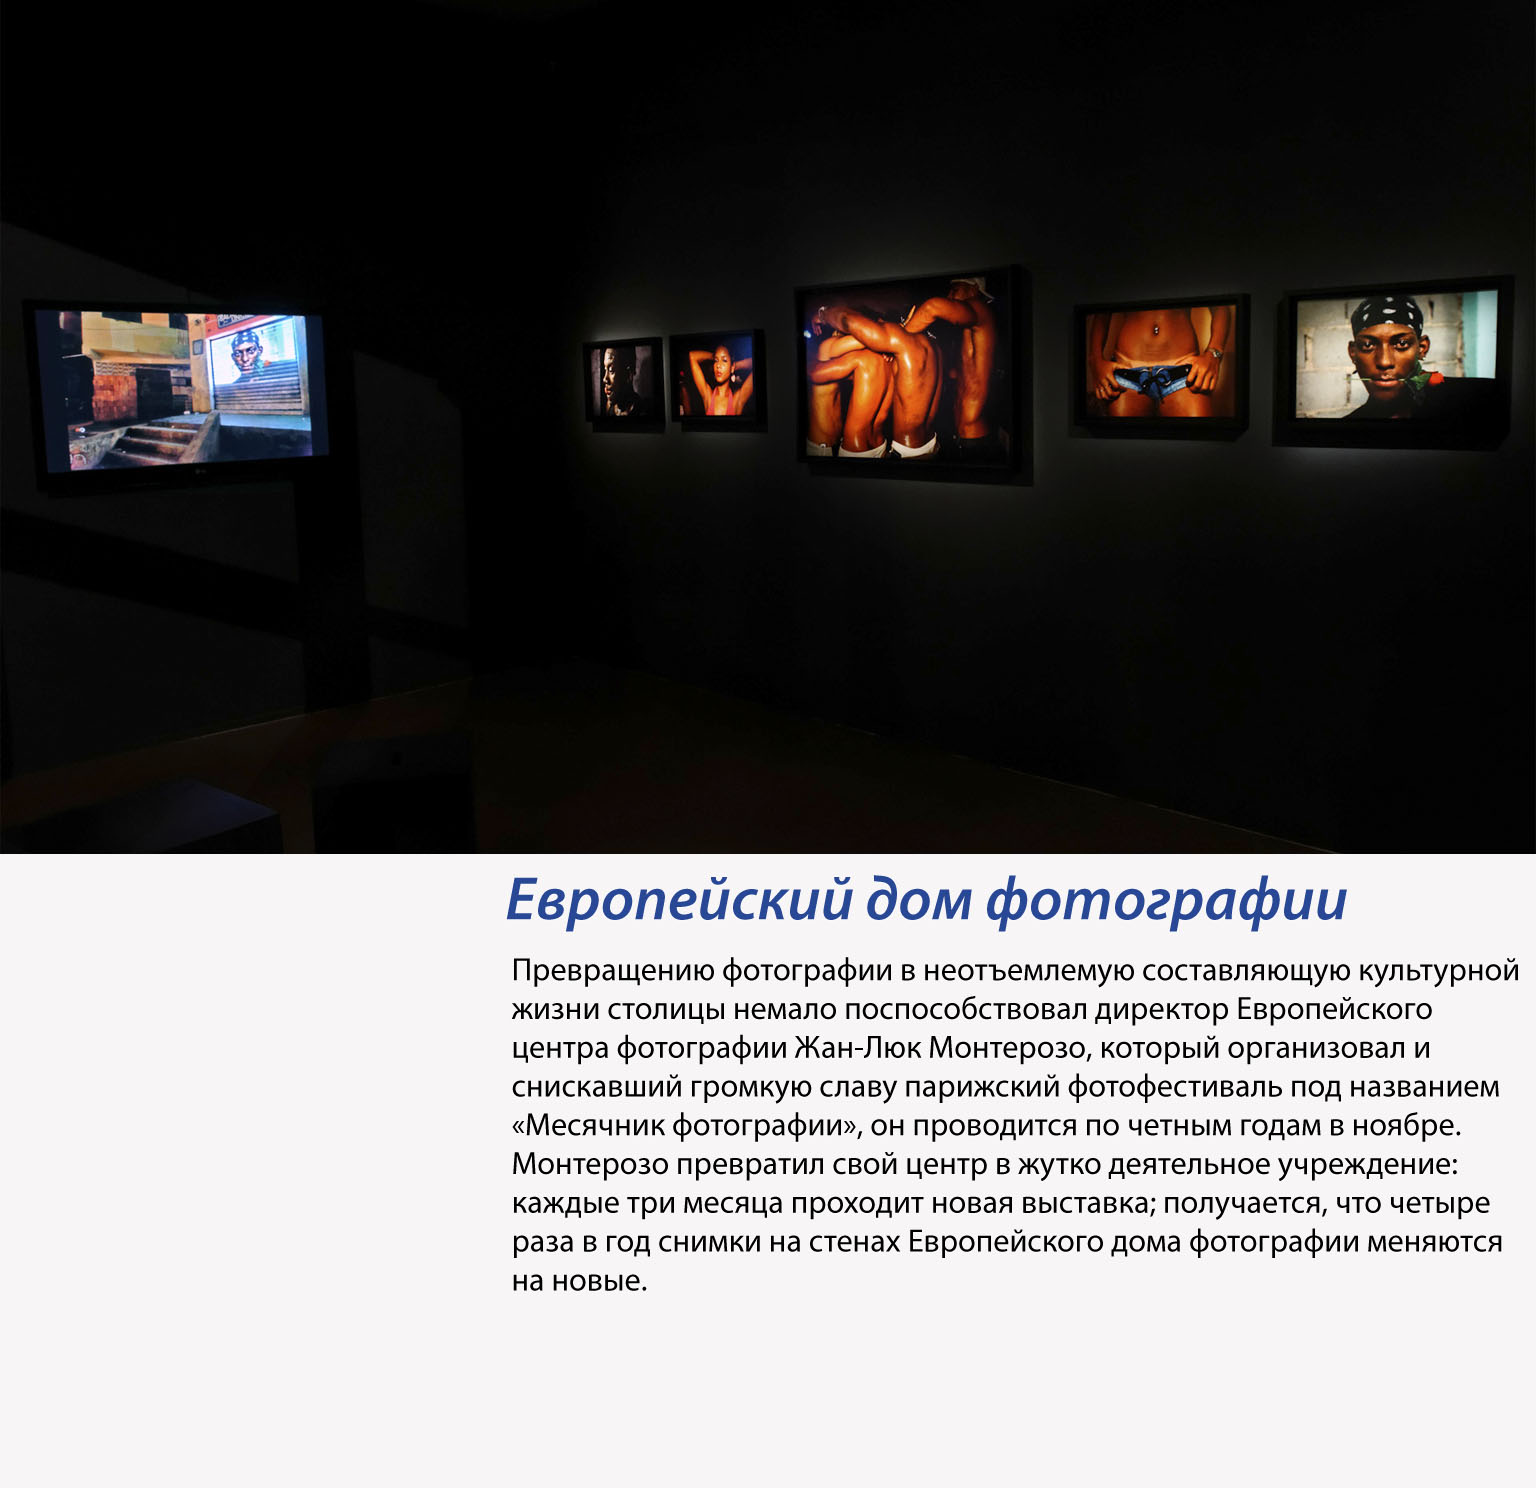 Европейский дом фотографии
Превращению фотографии в неотъемлемую составляющую культурной
жизни столицы немало поспособствовал директор Европейского
центра фотографии Жан-Люк Монтерозо, который организовал и
снискавший громкую славу парижский фотофестиваль под названием
«Месячник фотографии», он проводится по четным годам в ноябре.
Монтерозо превратил свой центр в жутко деятельное учреждение:
каждые три месяца проходит новая выставка; получается, что четыре
раза в год снимки на стенах Европейского дома фотографии меняются
на новые.